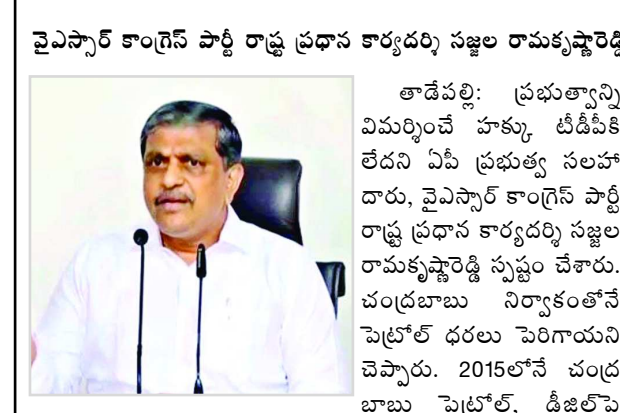 వైఎస్సార్ కాంగ్రెస్ పార్టీ రాష్ట్ర ప్రధాన కార్యదర్శి సజ్జల రామకృష్ణారెడ్డి
తాడేపల్లి: ప్రభుత్వాన్ని
విమర్శించే హక్కు టీడీపీకి
లేదని ఏపీ ప్రభుత్వ సలహా
దారు, వైఎస్సార్ కాంగ్రెస్ పార్టీ
రాష్ట్ర ప్రధాన కార్యదర్శి సజ్జల
రామకృష్ణారెడ్డి స్పష్టం చేశారు.
చంద్రబాబు నిర్వాకంతోనే
పెట్రోల్ ధరలు పెరిగాయని
చెప్పారు. 2015లోనే చంద్ర
బాబు పెట్రోల్, డీజిల్‌పై